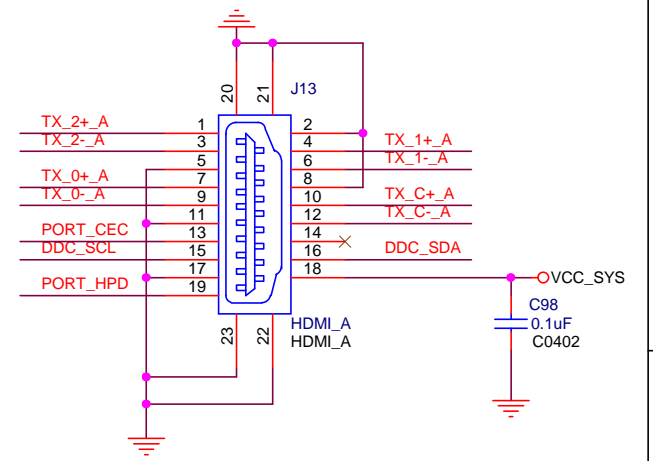 20
21
J13
TX_2+_A
1
2
TX_2-_A
3
4
TX_1+_A
5
6
TX_1-_A
TX_0+_A
7
8
TX_0-_A
9
10
TX_C+_A
11
12
TX_C-_A
PORT_CEC
13
14
DDC_SCL
15
16
DDC_SDA
17
18
VCC_SYS
PORT_HPD
19
C98
23
22
HDMI_A
0.1uF
HDMI_A
C0402